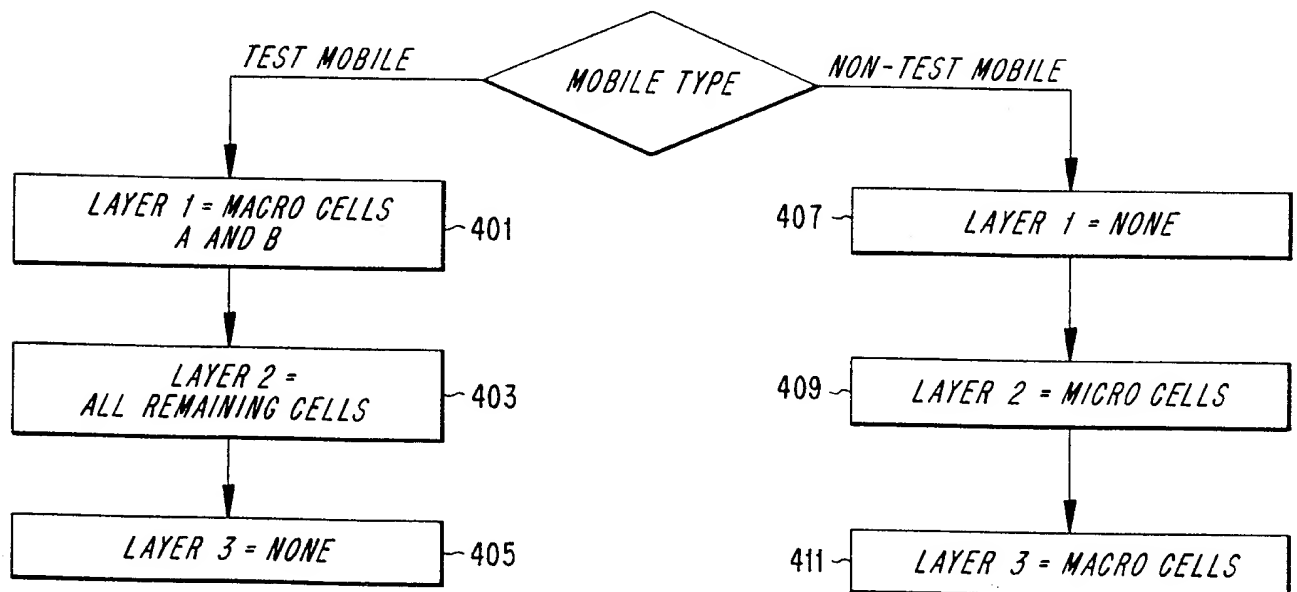 TEST MOBILE
MOBILE TYPE
NON-TEST MOBILE
LAYER 1 = MACRO CELLS
A AND B
401
LAYER 2 =
ALL REMAINING CELLS
403
LAYER 3 = NONE
405
407
LAYER 1 = NONE
409
LAYER 2 = MICRO CELLS
411
LAYER 3 = MACRO CELLS